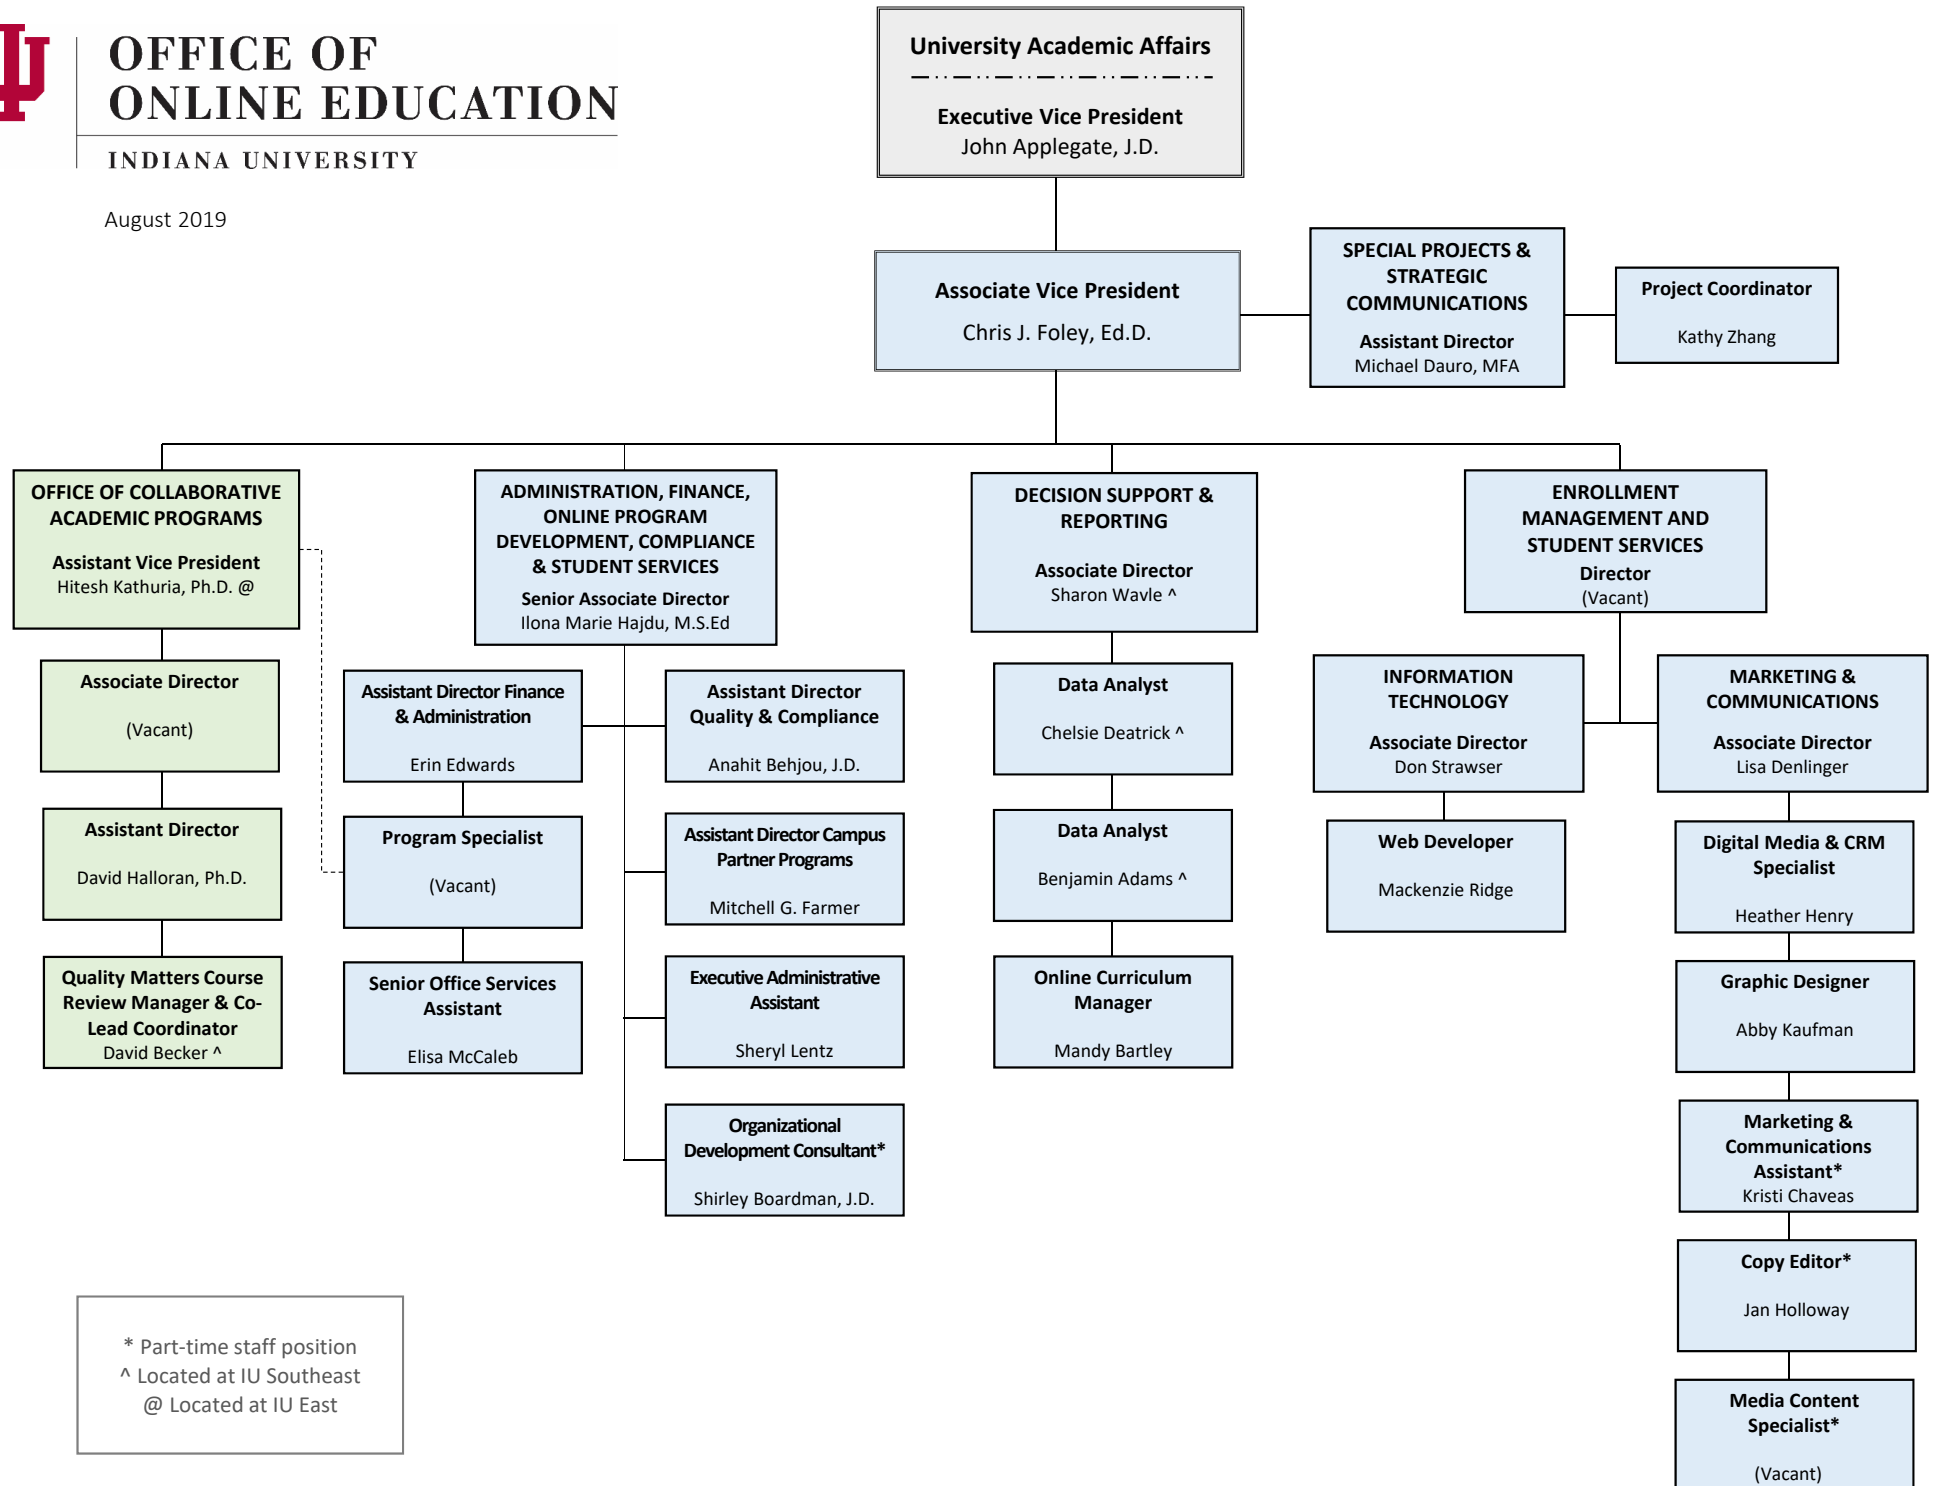 OFFICE OF
ONLINE EDUCATION
INDIANA UNIVERSITY
August 2019
University Academic Affairs
Executive Vice President
John Applegate, J.D.
Associate Vice President
Chris J. Foley, Ed.D.
SPECIAL PROJECTS &
STRATEGIC
COMMUNICATIONS
Assistant Director
Michael Dauro, MFA
Project Coordinator
Kathy Zhang
OFFICE OF COLLABORATIVE
ACADEMIC PROGRAMS
Assistant Vice President
Hitesh Kathuria, Ph.D. @
Associate Director
(Vacant)
Assistant Director
David Halloran, Ph.D.
Quality Matters Course
Review Manager & Co-
Lead Coordinator
David Becker ^
ADMINISTRATION, FINANCE,
ONLINE PROGRAM
DEVELOPMENT, COMPLIANCE
& STUDENT SERVICES
Senior Associate Director
Ilona Marie Hajdu, M.S.Ed
Assistant Director Finance
& Administration
Erin Edwards
Program Specialist
(Vacant)
Senior Office Services
Assistant
Elisa McCaleb
Assistant Director
Quality & Compliance
Anahit Behjou, J.D.
Assistant Director Campus
Partner Programs
Mitchell G. Farmer
Executive Administrative
Assistant
Sheryl Lentz
Organizational
Development Consultant*
Shirley Boardman, J.D.
DECISION SUPPORT &
REPORTING
Associate Director
Sharon Wavle ^
Data Analyst
Chelsie Deatrick ^
Data Analyst
Benjamin Adams ^
Online Curriculum
Manager
Mandy Bartley
ENROLLMENT
MANAGEMENT AND
STUDENT SERVICES
Director
(Vacant)
INFORMATION
TECHNOLOGY
Associate Director
Don Strawser
Web Developer
Mackenzie Ridge
MARKETING &
COMMUNICATIONS
Associate Director
Lisa Denlinger
Digital Media & CRM
Specialist
Heather Henry
Graphic Designer
Abby Kaufman
Marketing &
Communications
Assistant*
Kristi Chaveas
Copy Editor*
Jan Holloway
Media Content
Specialist*
(Vacant)
* Part-time staff position
^ Located at IU Southeast
@ Located at IU East